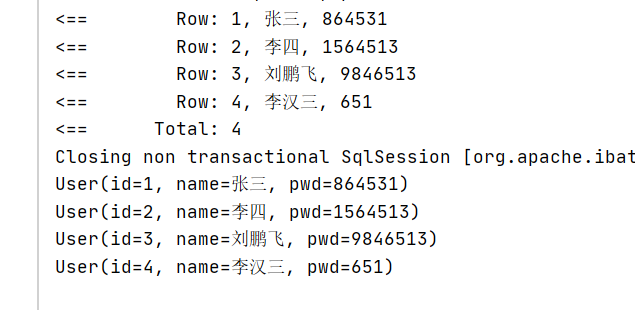 <==        Row: 1, 张三, 864531
<==        Row: 2, 李四, 1564513
<==        Row: 3, 刘鹏飞, 9846513
<==        Row: 4, 李汉三, 651
<==      Total: 4
Closing non transactional SqlSession [org.apache.ibat
User(id=1, name=张三, pwd=864531)
User(id=2, name=李四, pwd=1564513)
User(id=3, name=刘鹏飞, pwd=9846513)
User(id=4, name=李汉三, pwd=651)